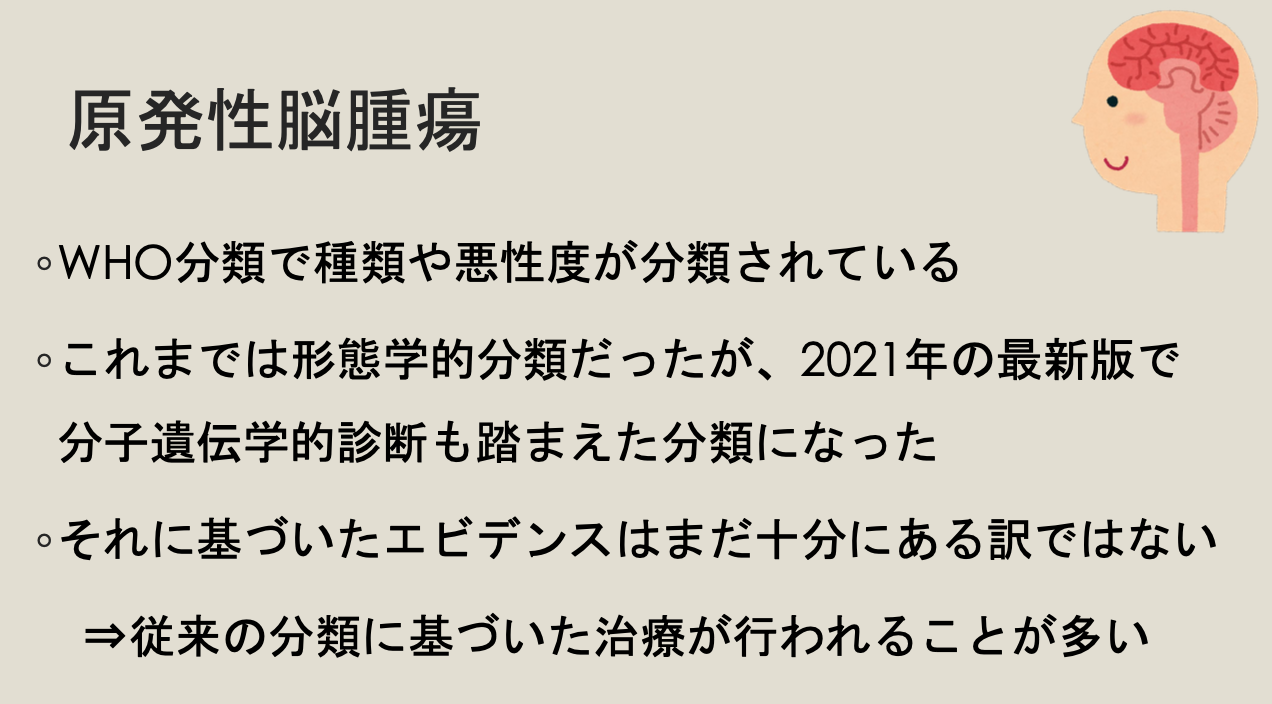 原発性脳腫瘍
◦WHO分類で種類や悪性度が分類されている
◦これまでは形態学的分類だったが、2021年の最新版で
分子遺伝学的診断も踏まえた分類になった
◦それに基づいたエビデンスはまだ十分にある訳ではない
⇒従来の分類に基づいた治療が行われることが多い